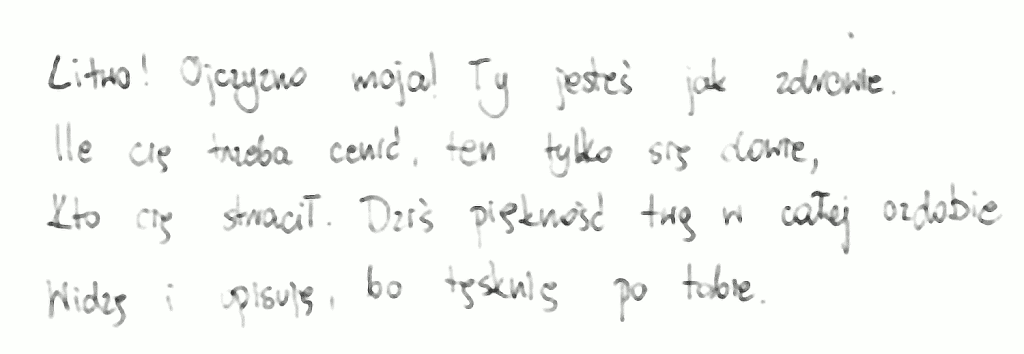 Litwo! Ojczyzno moja! Ty jesteś jak zdrowie.
Ile cię trzeba cenić, ten tylko się dowie,
Kto cię stracił. Dziś piękność twą w całej ozdobie
Widzę i opisuję, bo tęsknię po tobie.